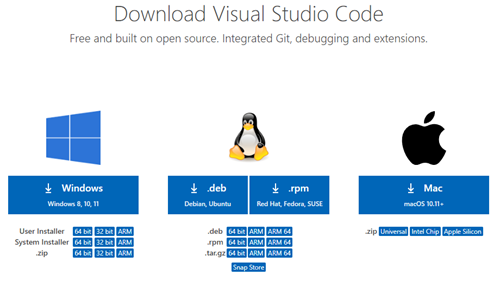 Download Visual Studio Code
Free and built on open source. Integrated Git, debugging and extensions.
Windows
Windows 8, 10, 11
User Installer 64 bit 32 bit ARM
System Installer 64 bit 32 bit ARM
.zip 64 bit 32 bit ARM
.deb
Debian, Ubuntu
.rpm
Red Hat, Fedora, SUSE
.deb 64 bit ARM ARM 64
.rpm 64 bit ARM ARM 64
.tar.gz 64 bit ARM ARM 64
Snap Store
Mac
macOS 10.11+
.zip Universal Intel Chip Apple Silicon